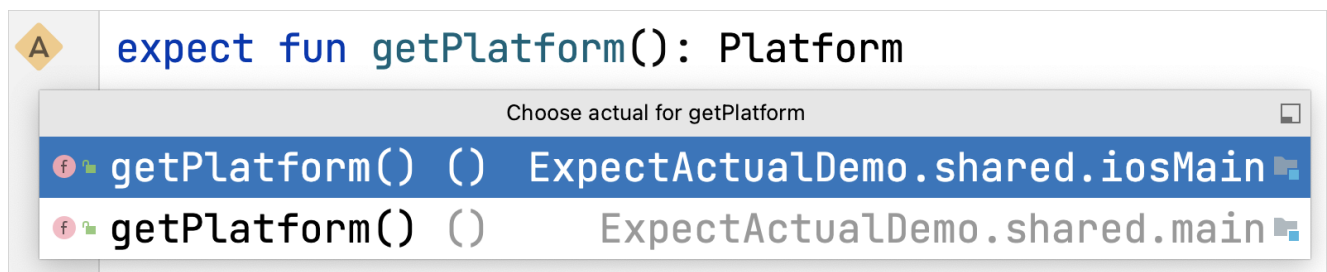 A expect fun getPlatform(): Platform
Choose actual for getPlatform
f getPlatform() () ExpectActualDemo.shared.iosMain
f getPlatform() () ExpectActualDemo.shared.main